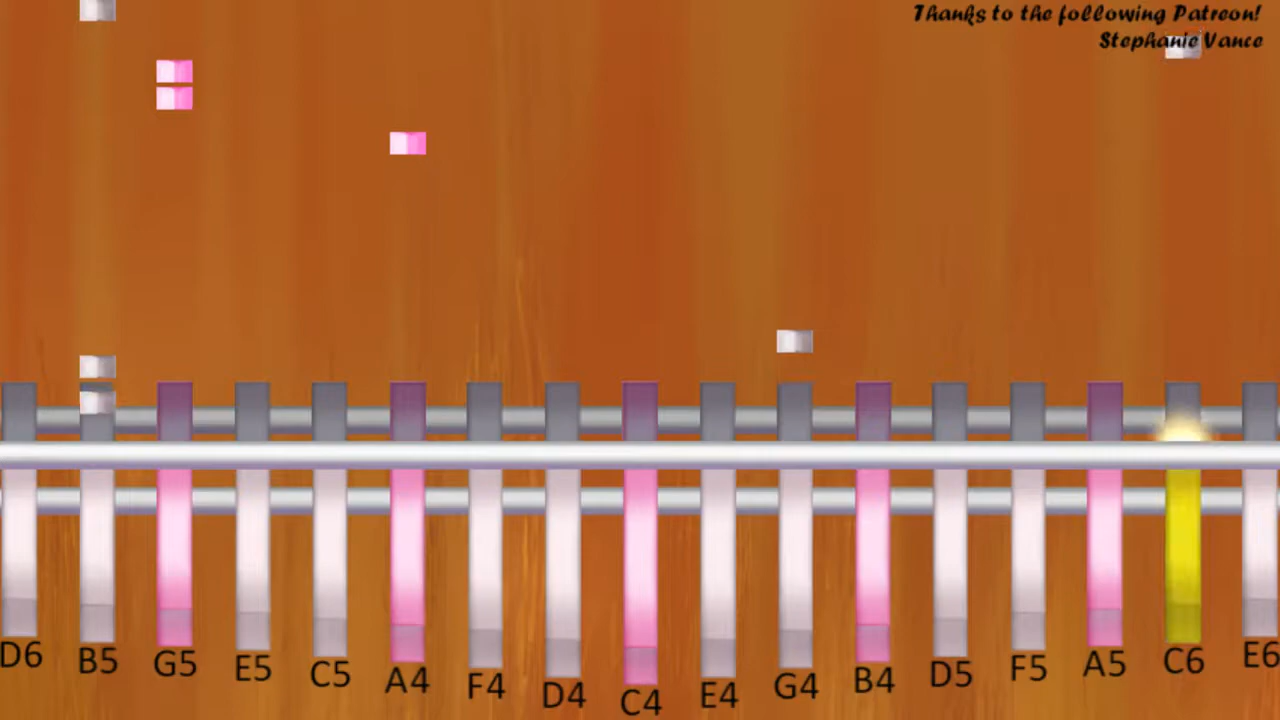 Thanks to the following Patreon!
Stephanie Vance
D6 B5 G5 E5 C5 A4 F4 D4 C4 E4 G4 B4 D5 F5 A5 C6 E6